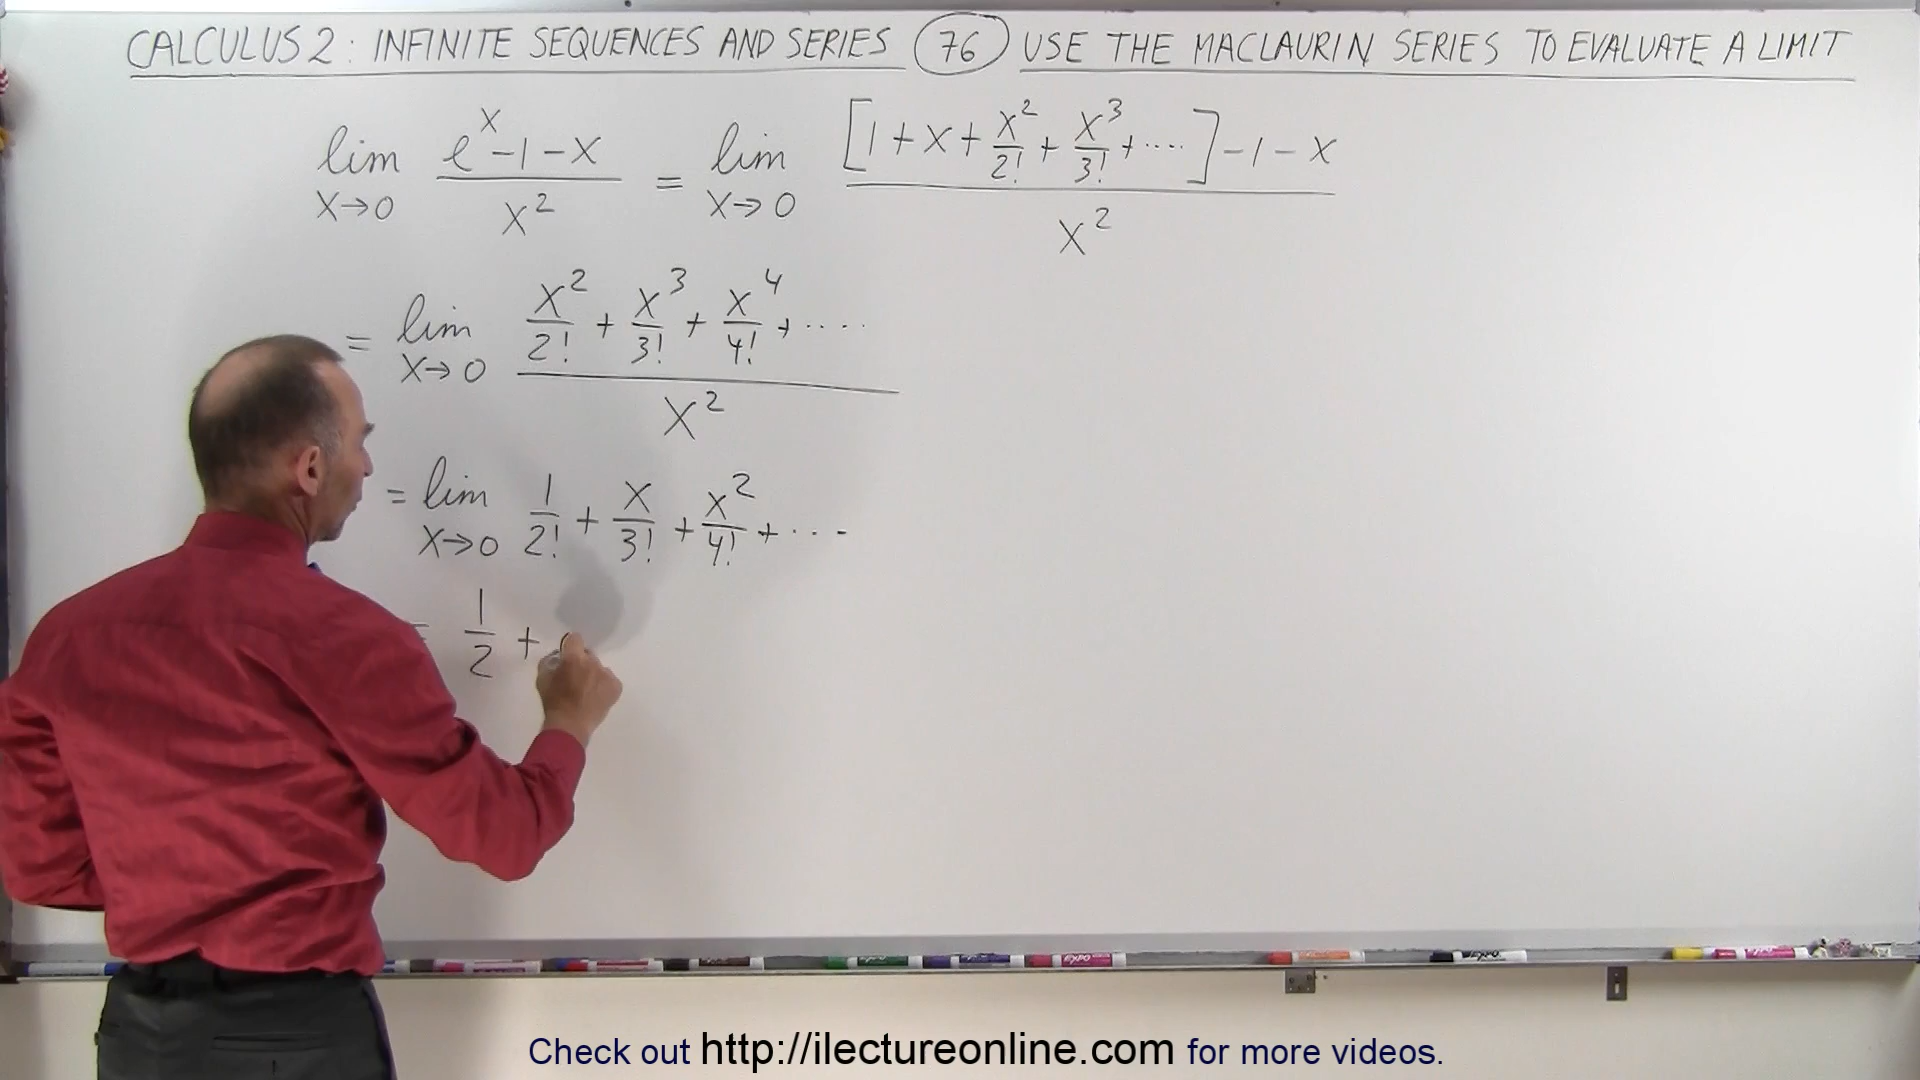 CALCULUS 2: INFINITE SEQUENCES AND SERIES 76 USE THE MACLAURIN SERIES TO EVALUATE A LIMIT
lim x→0 (e^x - 1 - x)/x^2 = lim x→0 ([1 + x + x^2/2! + x^3/3! + ....] - 1 - x)/x^2
= lim x→0 (x^2/2! + x^3/3! + x^4/4! + ....)/x^2
= lim x→0 1/2! + x/3! + x^2/4! + ...-
= 1/2 +
Check out http://ilectureonline.com for more videos.